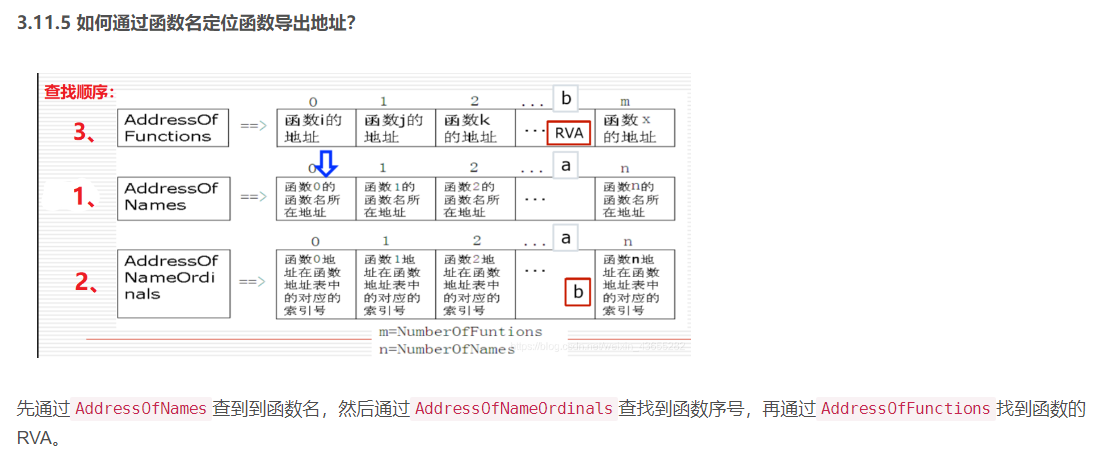 3.11.5 如何通过函数名定位函数导出地址?
查找顺序:
0 1 2 ... b m
3、 AddressOf ==> 函数i的 函数j的 函数k 函数x
Functions 地址 地址 的地址 ... RVA 的地址
0 1 2 ... a n
1、 AddressOf ==> 函数0的 函数1的 函数2的 ... 函数n的
Names 函数名所 函数名所 函数名所 函数名所
在地址 在地址 在地址 在地址
0 1 2 ... a n
2、 AddressOf ==> 函数0地 函数1地 函数2地 ... 函数n地
NameOrdi 址在函数 址在函数 址在函数 址在函数
nals 地址表中 地址表中 地址表中 地址表中
的对应的 的对应的 的对应的 b 的对应的
索引号 索引号 索引号 索引号
m=NumberOfFuntions
n=NumberOfNames
先通过 AddressOfNames 查到到函数名，然后通过 AddressOfNameOrdinals 查找到函数序号，再通过 AddressOfFunctions 找到函数的
RVA。